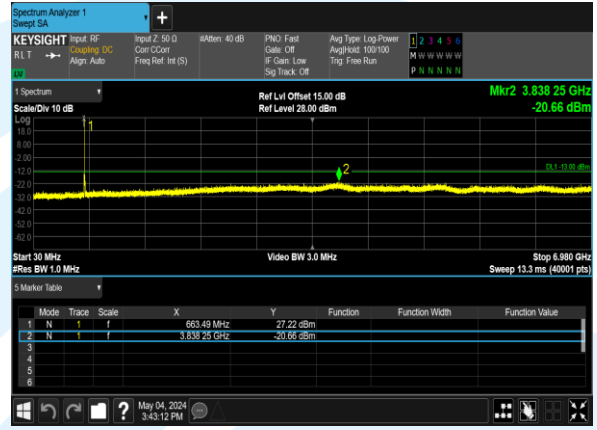 Spectrum Analyzer 1
Swept SA
KEYSIGHT Input: RF Input Z: 50 Ω #Atten: 40 dB PNO: Fast Avg Type: Log-Power 1 2 3 4 5 6
RLT Coupling: DC Corr CCorr Gate: Off Avg|Hold: 100/100 M W W W W W
Align: Auto Freq Ref: Int (S) IF Gain: Low Trig: Free Run P N N N N N
Sig Track: Off
1 Spectrum Ref Lvl Offset 15.00 dB Mkr2 3.838 25 GHz
Scale/Div 10 dB Ref Level 28.00 dBm -20.66 dBm
Log
1
18.0
8.00
-2.00
-12.0 2 DL1 -13.00 dBm
-22.0
-32.0
-42.0
-52.0
-62.0
Start 30 MHz Video BW 3.0 MHz Stop 6.980 GHz
#Res BW 1.0 MHz Sweep 13.3 ms (40001 pts)
5 Marker Table
Mode Trace Scale X Y Function Function Width Function Value
1 N 1 f 663.49 MHz 27.22 dBm
2 N 1 f 3.838 25 GHz -20.66 dBm
3
4
5
6
? May 04, 2024
3:43:12 PM